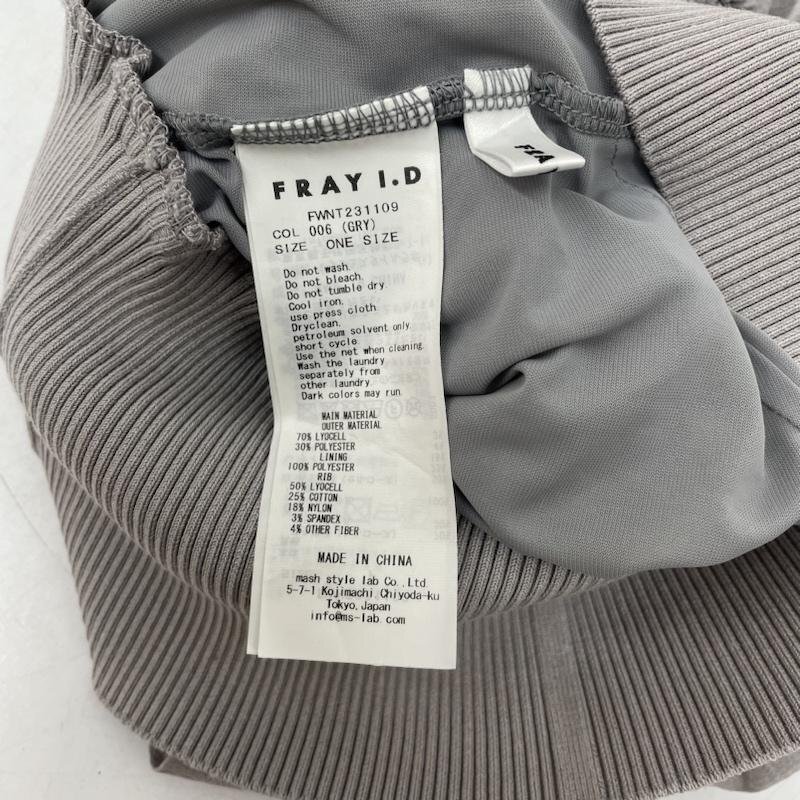 FRAY I.D
FWNT231109
COL 006 (GRY)
SIZE ONE SIZE
Do not wash.
Do not bleach.
Do not tumble dry.
Cool iron.
use press cloth.
Dryclean.
petroleum solvent only.
short cycle.
Use the net when cleaning.
Wash the laundry
separately from
other laundry.
Dark colors may run.
MAIN MATERIAL
OUTER MATERIAL
70% LYOCELL
30% POLYESTER
LINING
100% POLYESTER
RIB
50% LYOCELL
25% COTTON
18% NYLON
3% SPANDEX
4% OTHER FIBER
MADE IN CHINA
mash style lab Co.,Ltd.
5-7-1 Kojimachi Chiyoda-ku
Tokyo,Japan
info@ms-lab.com